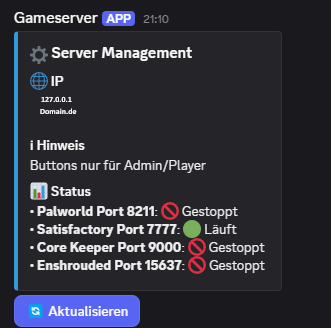 Gameserver APP 21:10
⚙️ Server Management
🌐 IP
127.0.0.1
Domain.de
ℹ Hinweis
Buttons nur für Admin/Player
📊 Status
• Palworld Port 8211: 🚫 Gestoppt
• Satisfactory Port 7777: 🟢 Läuft
• Core Keeper Port 9000: 🚫 Gestoppt
• Enshrouded Port 15637: 🚫 Gestoppt
🔄 Aktualisieren